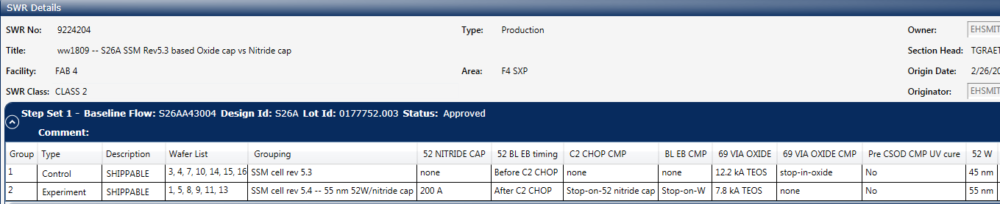 SWR Details
SWR No: 9224204 Type: Production Owner: EHSMIT
Title: ww1809 -- S26A SSM Rev5.3 based Oxide cap vs Nitride cap Section Head: TGRAET
Facility: FAB 4 Area: F4 SXP Origin Date: 2/26/20
SWR Class: CLASS 2 Originator: EHSMIT
Step Set 1 - Baseline Flow: S26AA43004 Design Id: S26A Lot Id: 0177752.003 Status: Approved
Comment:
Group Type Description Wafer List Grouping 52 NITRIDE CAP 52 BL EB timing C2 CHOP CMP BL EB CMP 69 VIA OXIDE 69 VIA OXIDE CMP Pre CSOD CMP UV cure 52 W
1 Control SHIPPABLE 3, 4, 7, 10, 14, 15, 16 SSM cell rev 5.3 none Before C2 CHOP none none 12.2 kA TEOS stop-in-oxide No 45 nm
2 Experiment SHIPPABLE 1, 5, 8, 9, 11, 13 SSM cell rev 5.4 -- 55 nm 52W/nitride cap 200 A After C2 CHOP Stop-on-52 nitride cap Stop-on-W 7.8 kA TEOS none No 55 nm